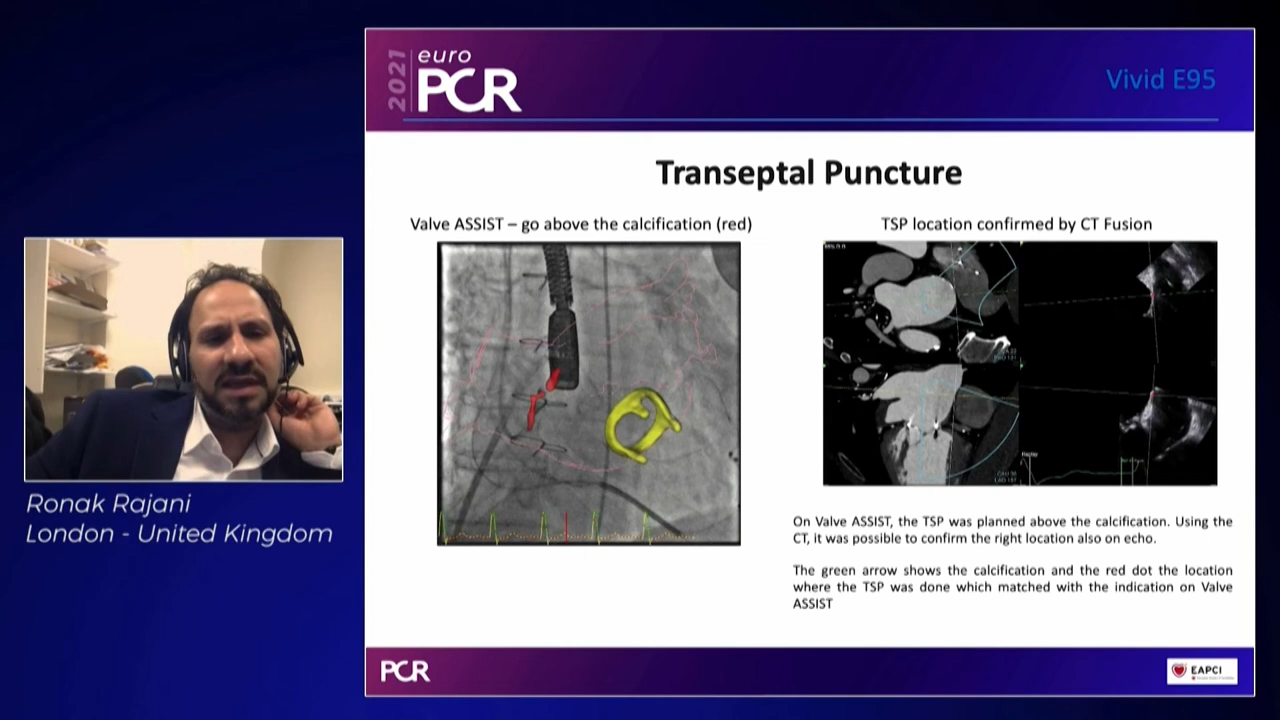 2021
euro
PCR
Vivid E95
Transeptal Puncture
Valve ASSIST – go above the calcification (red)
TSP location confirmed by CT Fusion
On Valve ASSIST, the TSP was planned above the calcification. Using the
CT, it was possible to confirm the right location also on echo.
The green arrow shows the calcification and the red dot the location
where the TSP was done which matched with the indication on Valve
ASSIST
Ronak Rajani
London - United Kingdom
PCR
EAPCI